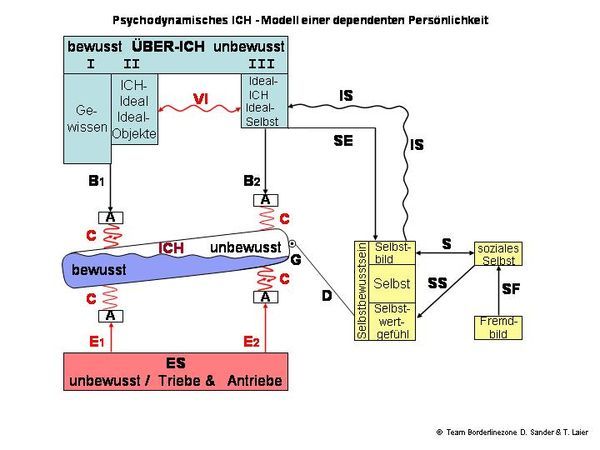 Psychodynamisches ICH - Modell einer dependenten Persönlichkeit
bewusst ÜBER-ICH unbewusst
I II III
Ge-
wissen
ICH-
Ideal
Ideal-
Objekte
VI
Ideal-
ICH
Ideal-
Selbst
IS
SE
IS
B1
B2
A
A
C
C
ICH
unbewusst
bewusst
G
C
C
A
A
E1
E2
D
Selbstbewusstsein
Selbst-
bild
Selbst
Selbst-
wert-
gefühl
S
SS
soziales
Selbst
SF
Fremd-
bild
ES
unbewusst / Triebe & Antriebe
© Team Borderlinezone D. Sander & T. Laier